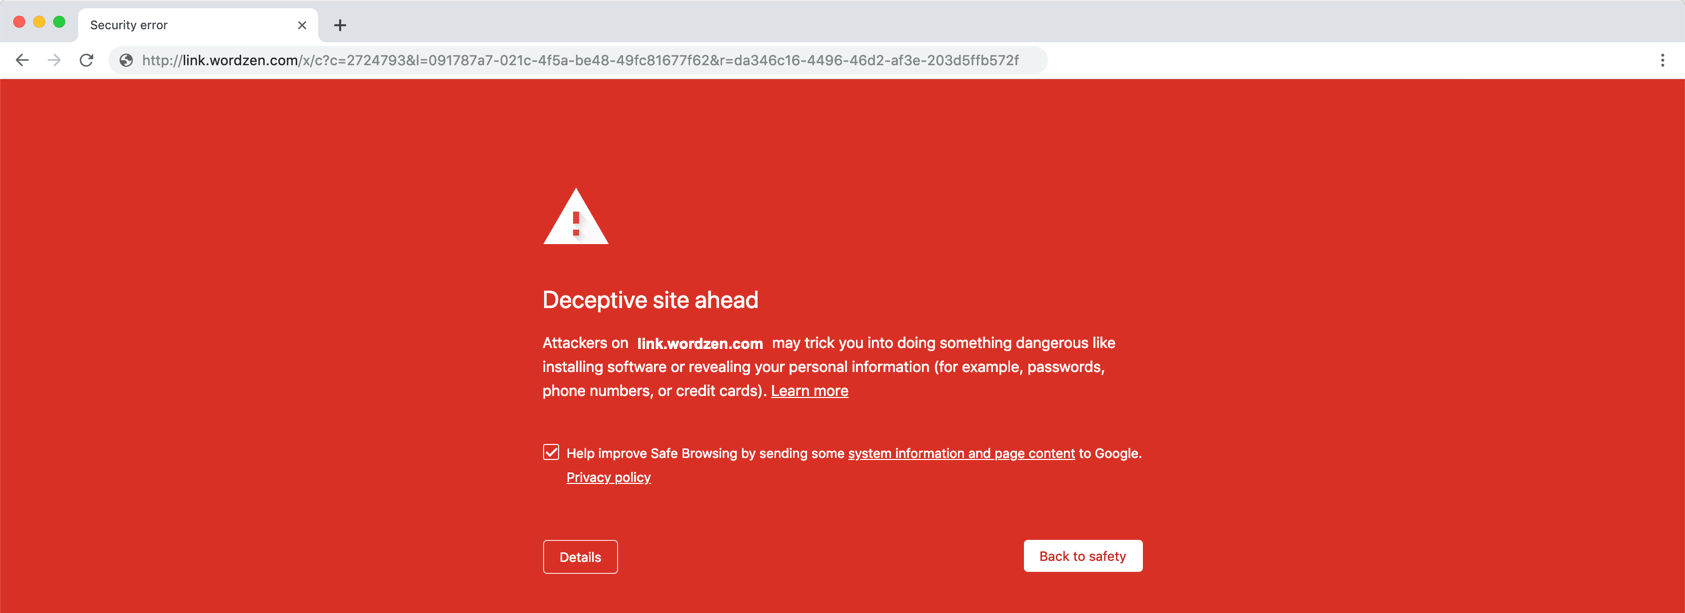 Security error
http://link.wordzen.com/x/c?c=2724793&l=091787a7-021c-4f5a-be48-49fc81677f62&r=da346c16-4496-46d2-af3e-203d5ffb572f
!
Deceptive site ahead
Attackers on link.wordzen.com may trick you into doing something dangerous like
installing software or revealing your personal information (for example, passwords,
phone numbers, or credit cards). Learn more
Help improve Safe Browsing by sending some system information and page content to Google.
Privacy policy
Details
Back to safety